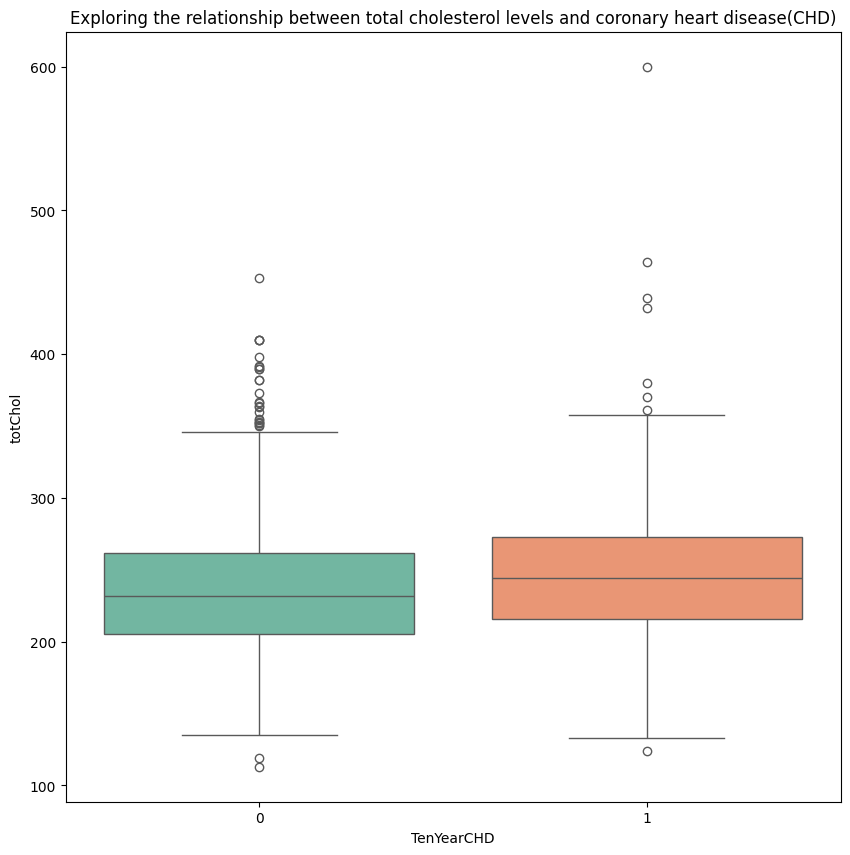 Exploring the relationship between total cholesterol levels and coronary heart disease(CHD)
600
500
400
300
200
100
totChol
0
1
TenYearCHD